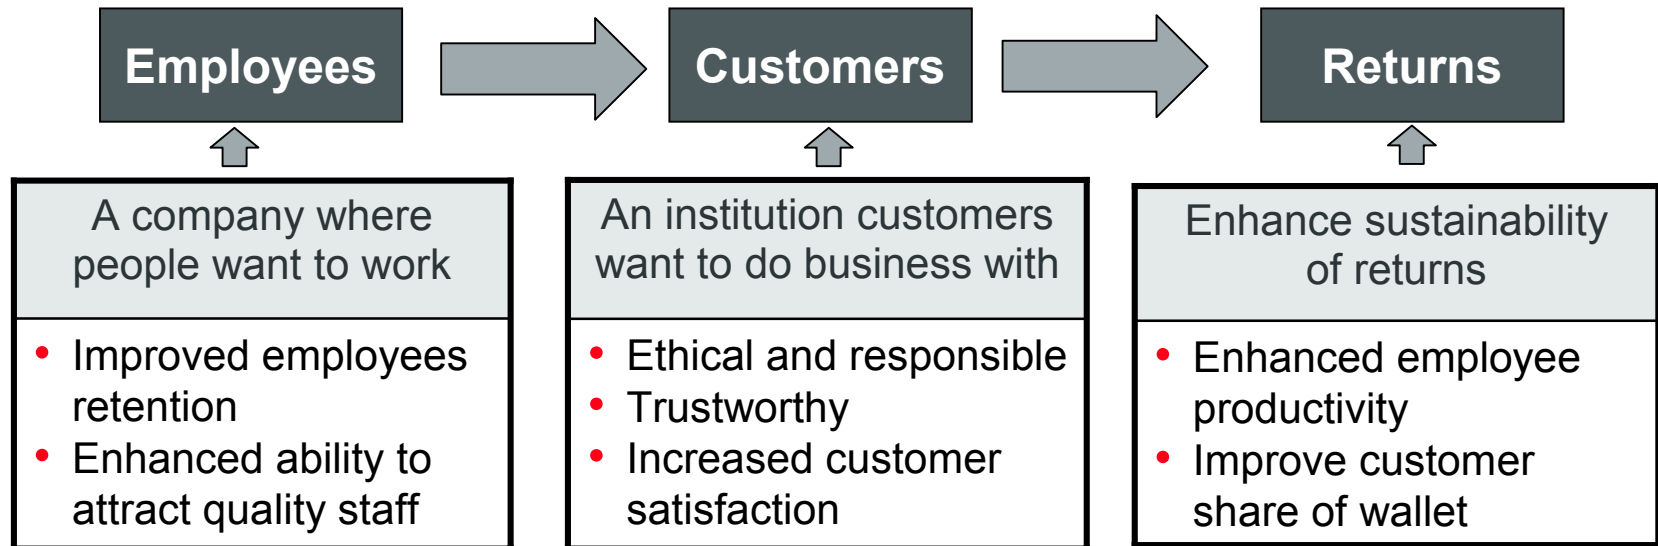 Employees
Customers
Returns
A company where
people want to work
• Improved employees
retention
• Enhanced ability to
attract quality staff
An institution customers
want to do business with
• Ethical and responsible
• Trustworthy
• Increased customer
satisfaction
Enhance sustainability
of returns
• Enhanced employee
productivity
• Improve customer
share of wallet